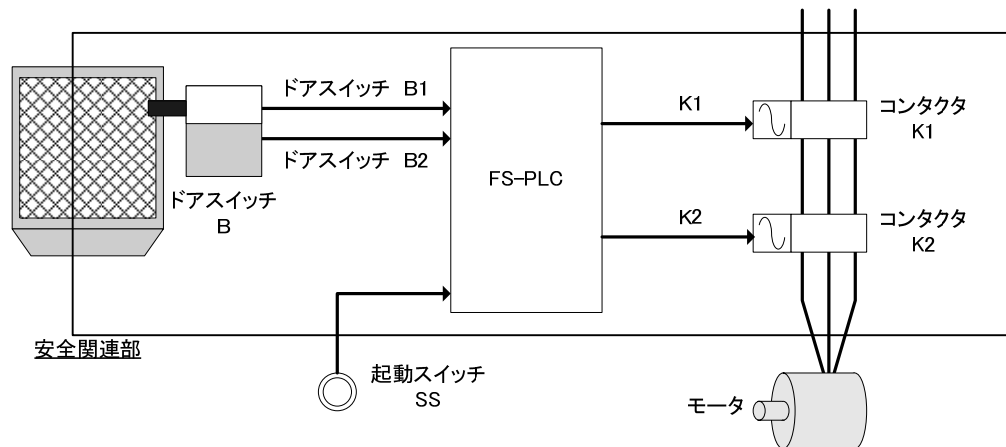 ドアスイッチ B1
ドアスイッチ B2
ドアスイッチ
B
FS-PLC
K1
K2
コンタクタ
K1
コンタクタ
K2
安全関連部
起動スイッチ
SS
モータ